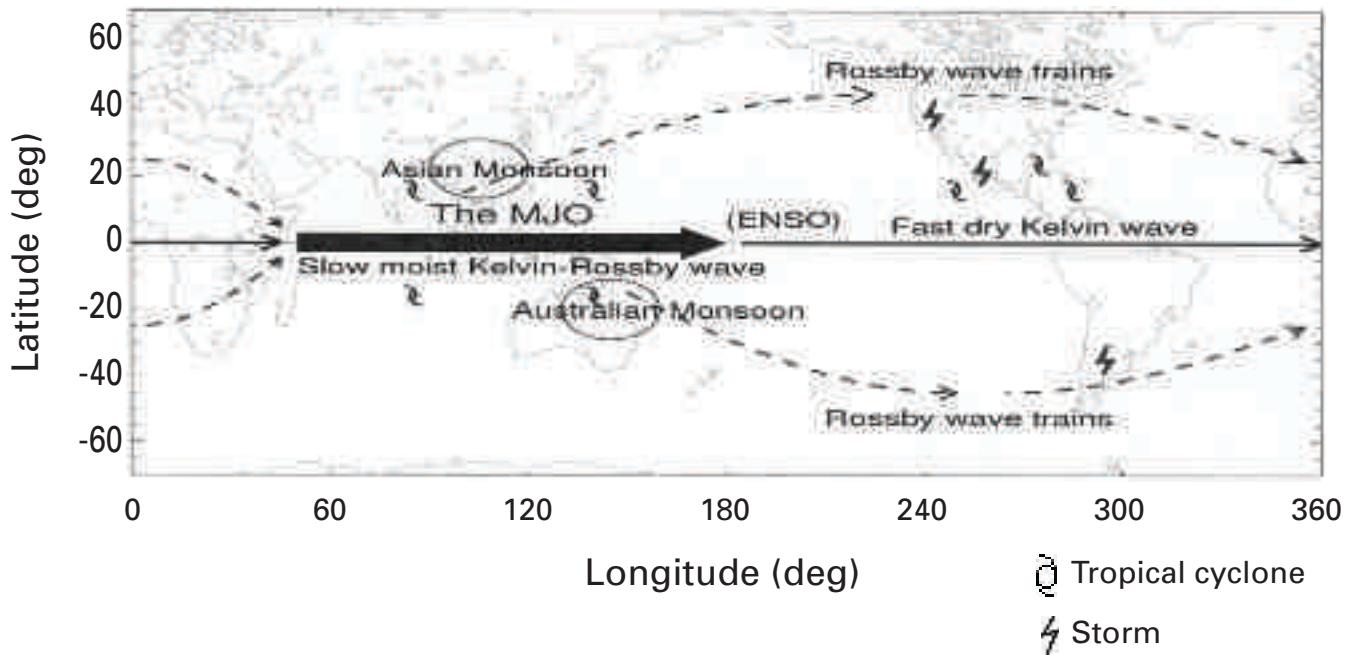 60
40
20
0
-20
-40
-60
Latitude (deg)
Rossby wave trains
Asian Monsoon
The MJO
(ENSO)
Fast dry Kelvin wave
Slow moist Kelvin-Rossby wave
Australian Monsoon
Rossby wave trains
0 60 120 180 240 300 360
Longitude (deg)
Tropical cyclone
Storm